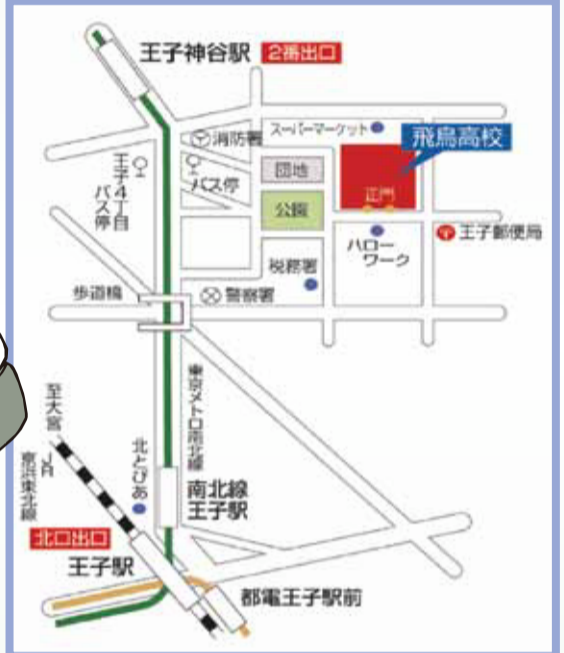 王子神谷駅 2番出口
消防署
スーパーマーケット
飛鳥高校
王子4丁目
バス停
バス停
団地
公園
正門
ハロー
ワーク
王子郵便局
税務署
警察署
歩道橋
東京メトロ南北線
至大宮
JR
京浜東北線
北とぴあ
南北線
王子駅
北口出口
王子駅
都電王子駅前